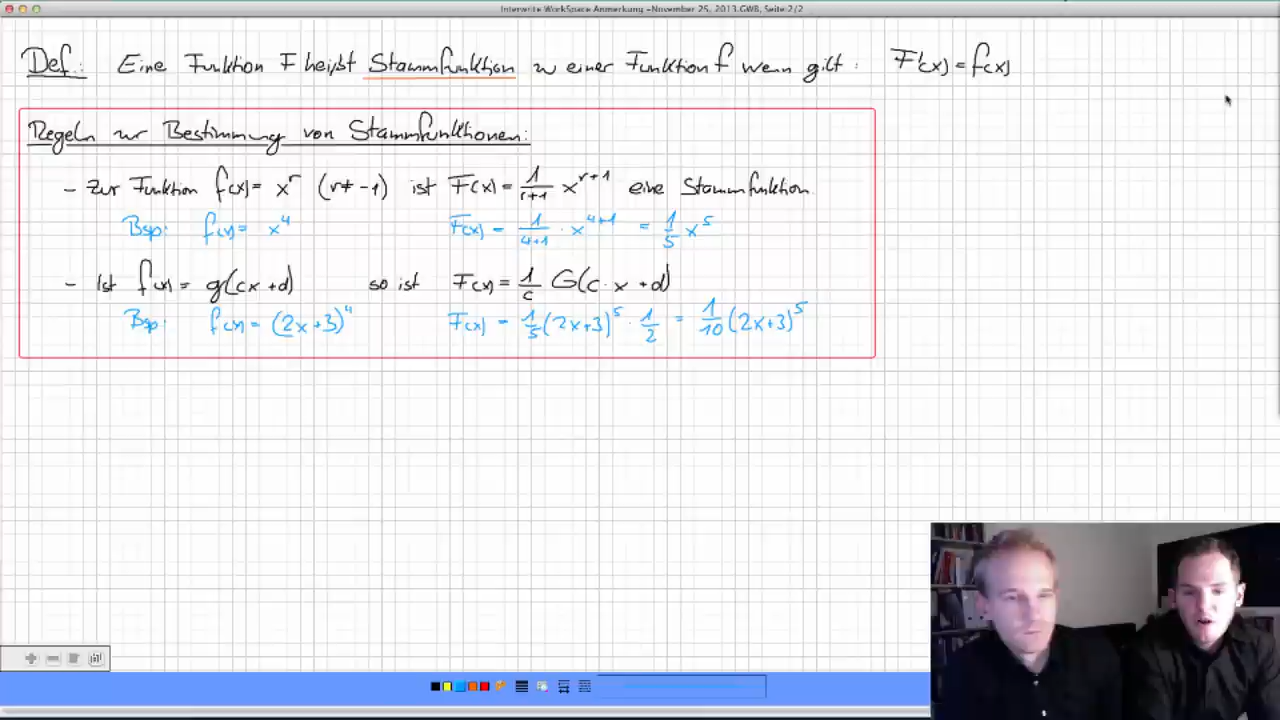 Interwrite WorkSpace Anmerkung –November 25, 2013.GWB, Seite:2/2
Def.: Eine Funktion F heißt Stammfunktion zu einer Funktion f wenn gilt: F'(x) = f(x)
Regeln zur Bestimmung von Stammfunktionen:
- Zur Funktion f(x) = x^r (r ≠ -1) ist F(x) = 1/(r+1) x^(r+1) eine Stammfunktion.
Bsp: f(x) = x^4 F(x) = 1/(4+1) · x^(4+1) = 1/5 x^5
- Ist f(x) = g(cx + d) so ist F(x) = 1/c G(c · x + d)
Bsp: f(x) = (2x+3)^4 F(x) = 1/5 (2x+3)^5 · 1/2 = 1/10 (2x+3)^5